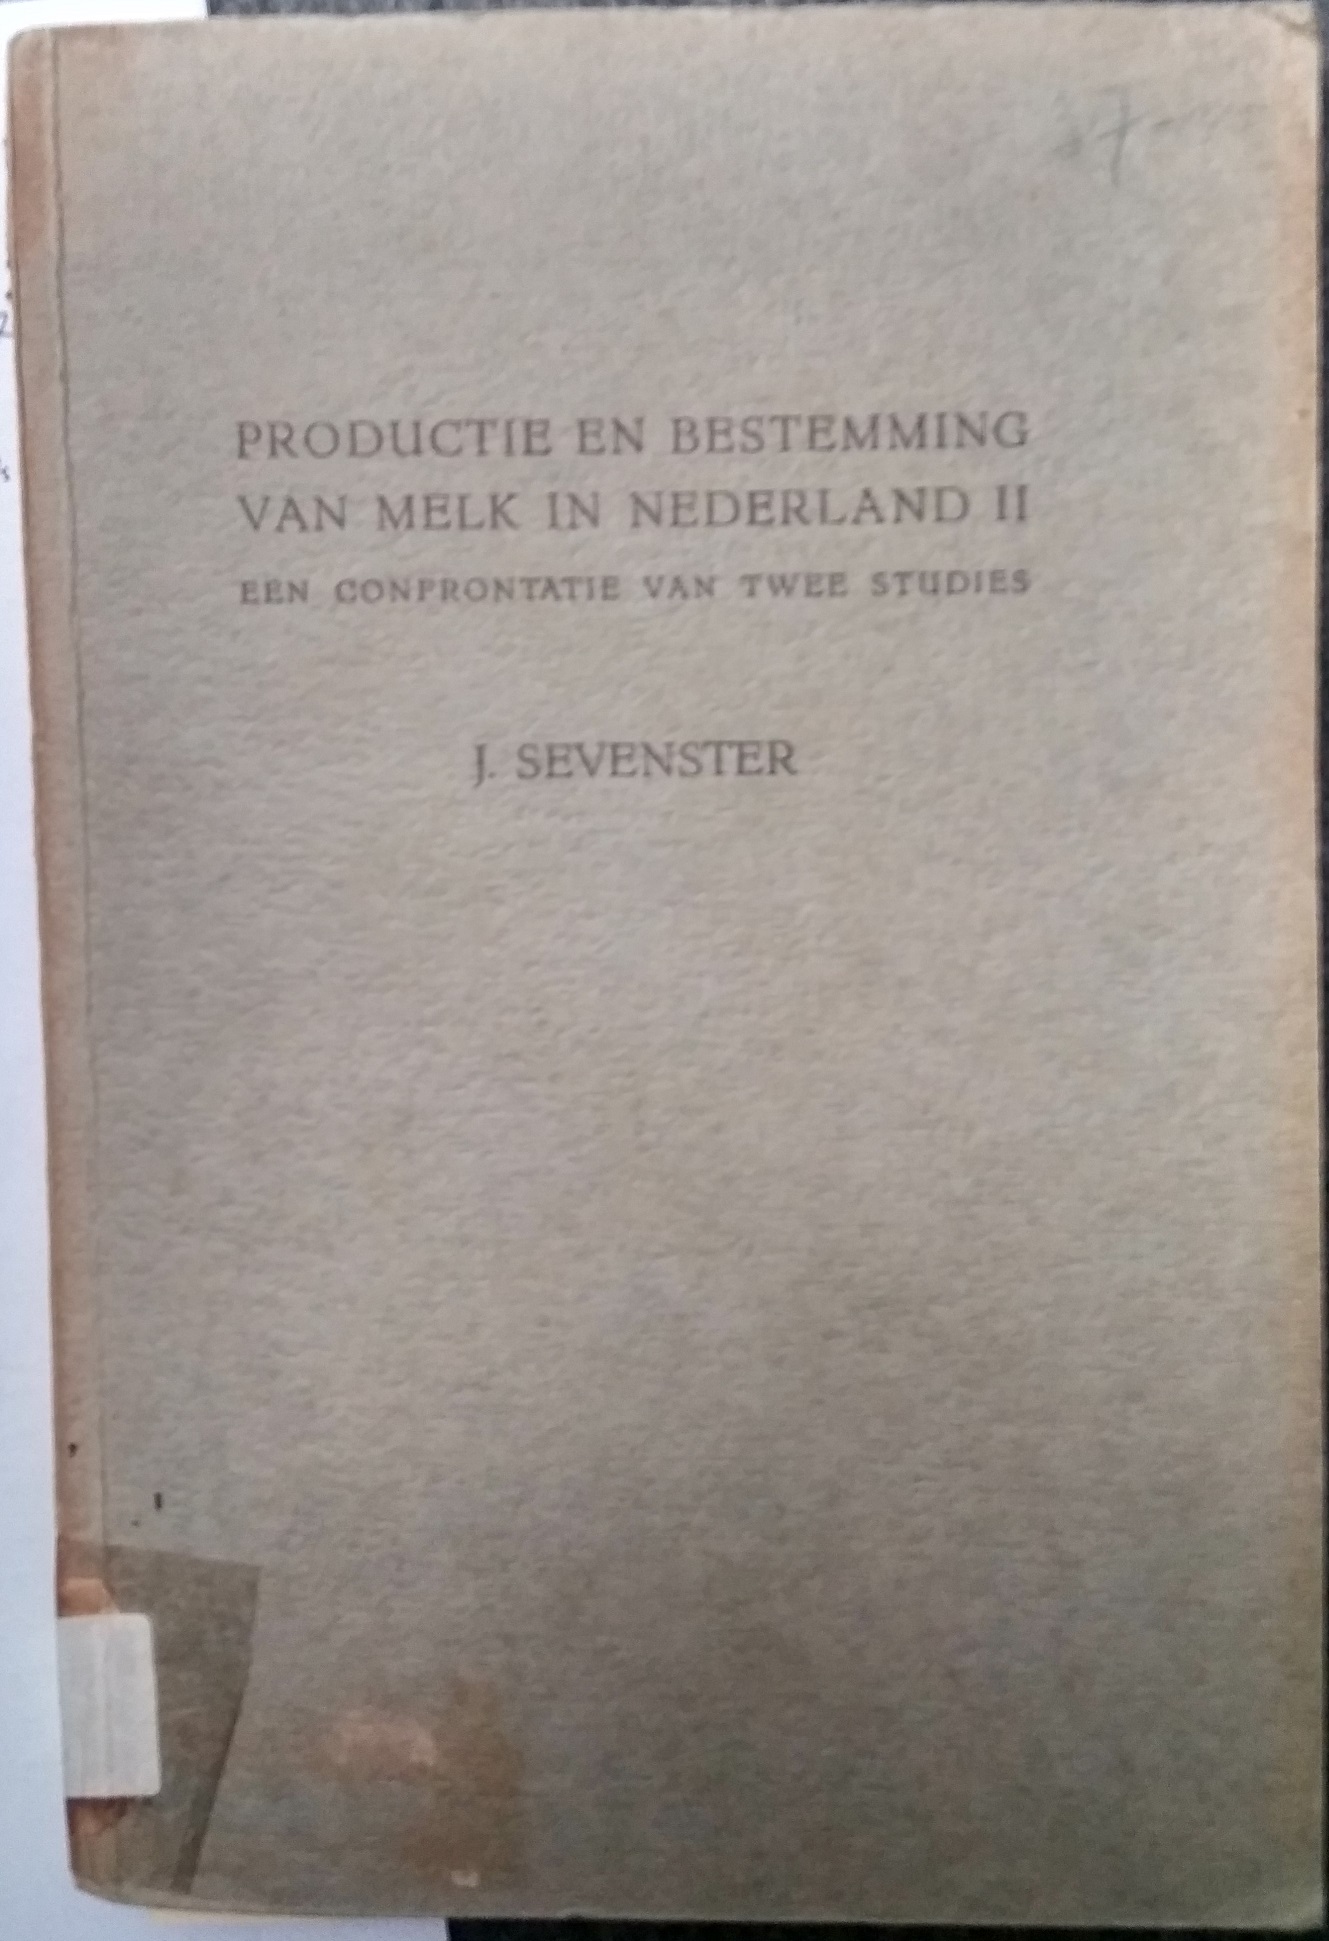 PRODUCTIE EN BESTEMMING
VAN MELK IN NEDERLAND II
EEN CONFRONTATIE VAN TWEE STUDIES
J. SEVENSTER